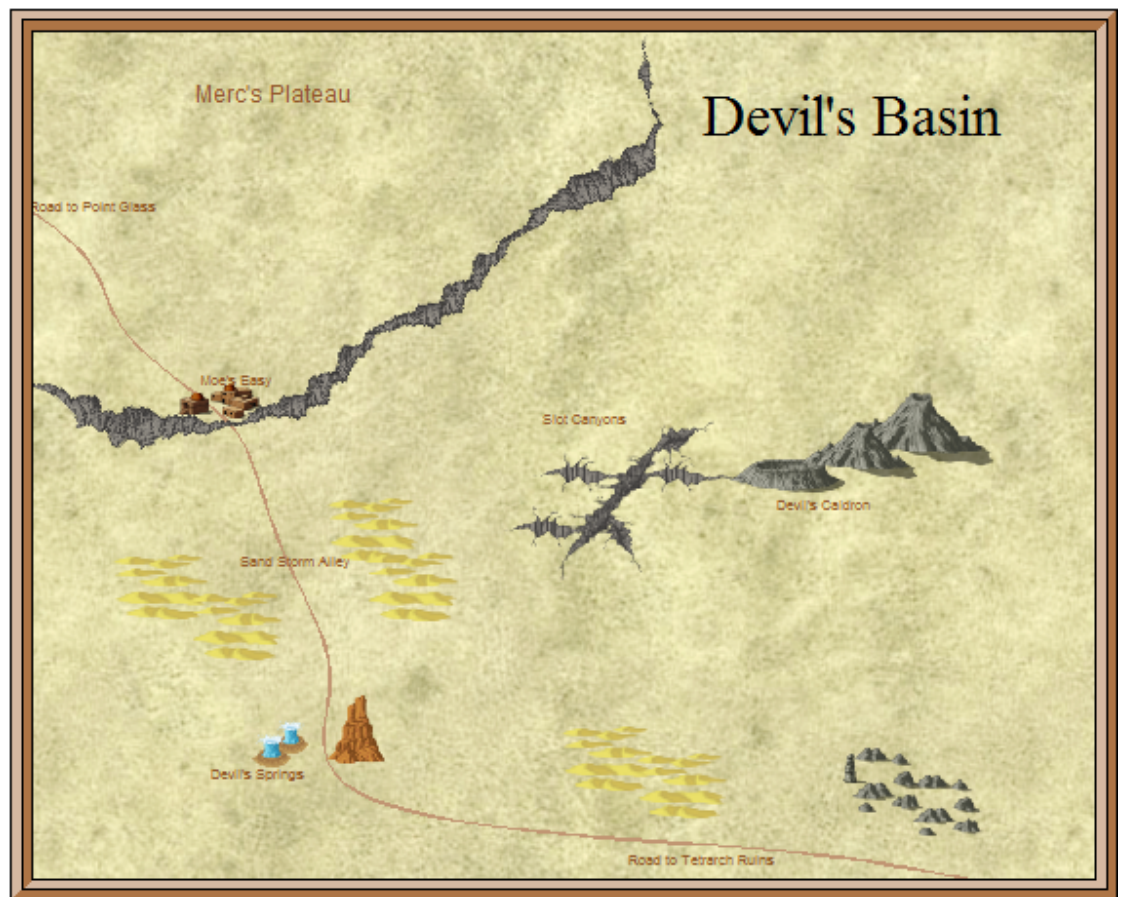 Merc's Plateau
Devil's Basin
Road to Point Glass
Moe's Easy
Slot Canyons
Devil's Caldron
Sand Storm Alley
Devil's Springs
Road to Tetrarch Ruins